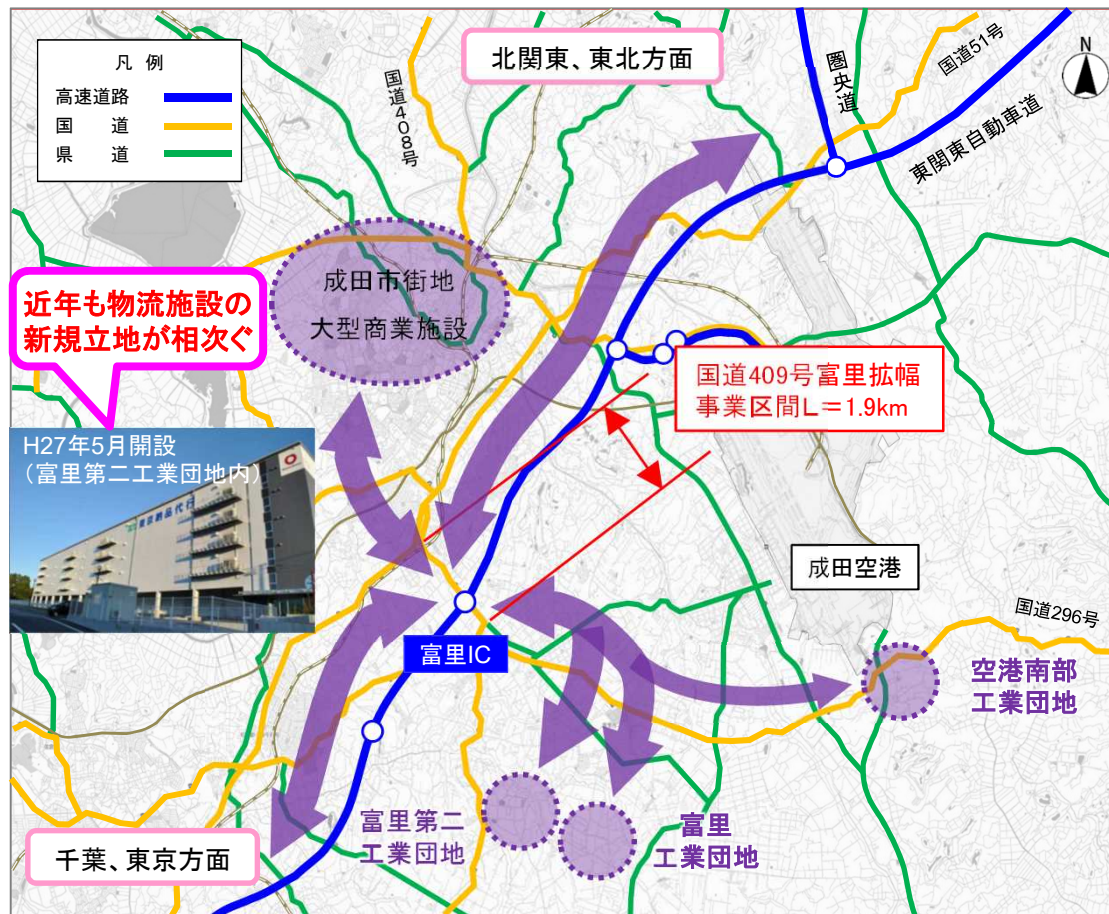 凡 例
高速道路
国 道
県 道
北関東、東北方面
国道408号
圏央道
国道51号
東関東自動車道
N
成田市街地
大型商業施設
近年も物流施設の
新規立地が相次ぐ
H27年5月開設
（富里第二工業団地内）
東京納品代行
国道409号富里拡幅
事業区間L＝1.9km
成田空港
国道296号
富里IC
空港南部
工業団地
富里第二
工業団地
富里
工業団地
千葉、東京方面